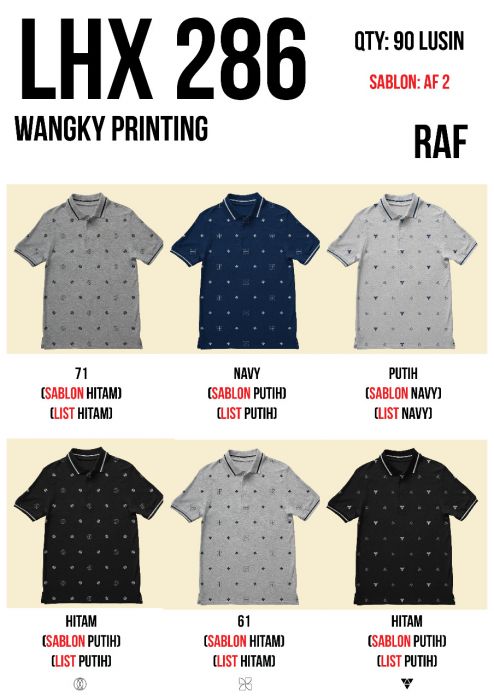 LHX 286
QTY: 90 LUSIN
SABLON: AF 2
WANGKY PRINTING
RAF
71
(SABLON HITAM)
(LIST HITAM)
NAVY
(SABLON PUTIH)
(LIST PUTIH)
PUTIH
(SABLON NAVY)
(LIST NAVY)
HITAM
(SABLON PUTIH)
(LIST PUTIH)
61
(SABLON HITAM)
(LIST HITAM)
HITAM
(SABLON PUTIH)
(LIST PUTIH)